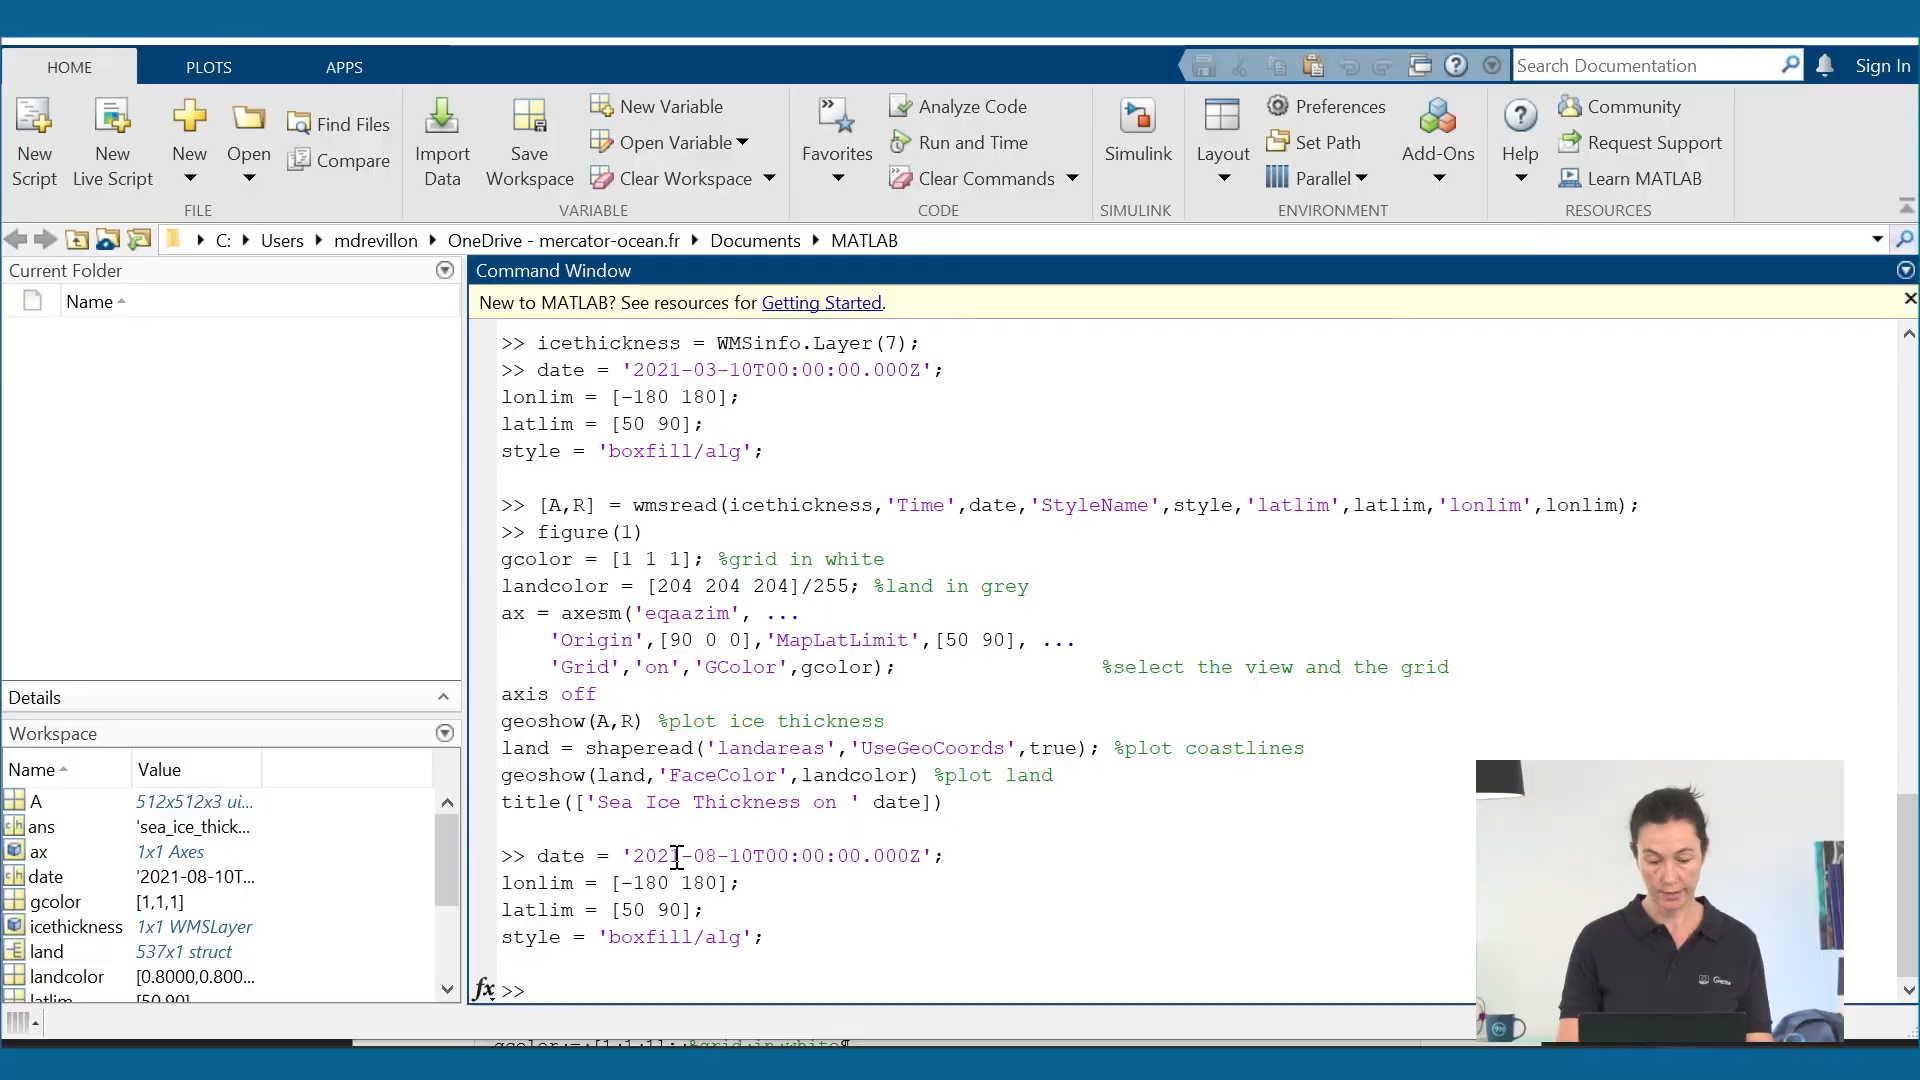 HOME PLOTS APPS
Search Documentation
Sign In
New Script
New Live Script
New
Open
Find Files
Compare
FILE
Import Data
Save Workspace
New Variable
Open Variable
Clear Workspace
VARIABLE
Favorites
Analyze Code
Run and Time
Clear Commands
CODE
Simulink
SIMULINK
Layout
Preferences
Set Path
Parallel
Add-Ons
ENVIRONMENT
Help
Community
Request Support
Learn MATLAB
RESOURCES
C: Users mdrevillon OneDrive - mercator-ocean.fr Documents MATLAB
Current Folder
Name
Details
Workspace
Name Value
A 512x512x3 ui...
ans 'sea_ice_thick...
ax 1x1 Axes
date '2021-08-10T...
gcolor [1,1,1]
icethickness 1x1 WMSLayer
land 537x1 struct
landcolor [0.8000,0.800...
latlim [50 90]
Command Window
New to MATLAB? See resources for Getting Started.
>> icethickness = WMSinfo.Layer(7);
>> date = '2021-03-10T00:00:00.000Z';
lonlim = [-180 180];
latlim = [50 90];
style = 'boxfill/alg';
>> [A,R] = wmsread(icethickness,'Time',date,'StyleName',style,'latlim',latlim,'lonlim',lonlim);
>> figure(1)
gcolor = [1 1 1]; %grid in white
landcolor = [204 204 204]/255; %land in grey
ax = axesm('eqaazim', ...
'Origin',[90 0 0],'MapLatLimit',[50 90], ...
'Grid','on','GColor',gcolor); %select the view and the grid
axis off
geoshow(A,R) %plot ice thickness
land = shaperead('landareas','UseGeoCoords',true); %plot coastlines
geoshow(land,'FaceColor',landcolor) %plot land
title(['Sea Ice Thickness on ' date])
>> date = '2021-08-10T00:00:00.000Z';
lonlim = [-180 180];
latlim = [50 90];
style = 'boxfill/alg';
fx >>